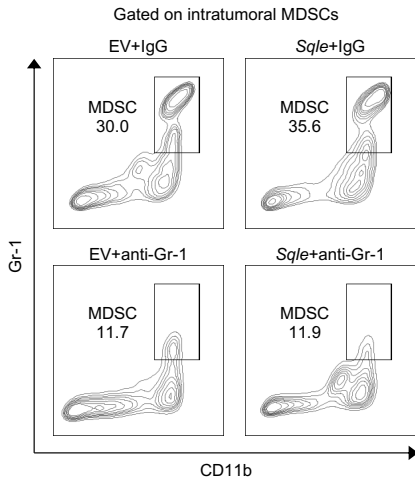 Gated on intratumoral MDSCs
EV+IgG
Sqle+IgG
MDSC
30.0
MDSC
35.6
EV+anti-Gr-1
Sqle+anti-Gr-1
MDSC
11.7
MDSC
11.9
Gr-1
CD11b